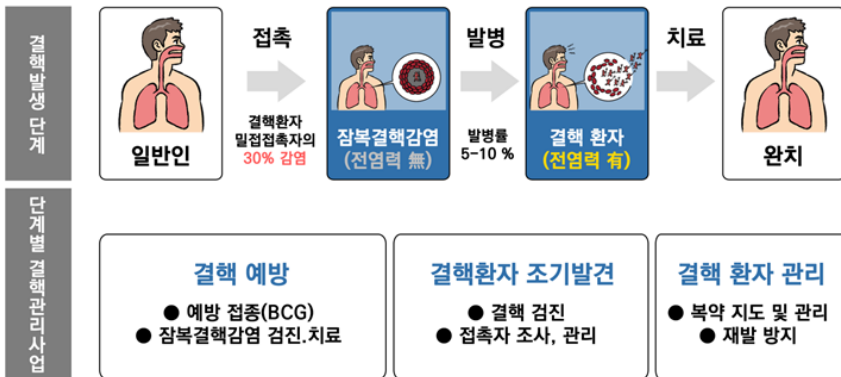 결핵발생 단계
접촉
발병
치료
결핵환자
밀접접촉자의
30% 감염
발병률
5-10 %
일반인
잠복결핵감염
(전염력 無)
결핵 환자
(전염력 有)
완치
단계별 결핵관리사업
결핵 예방
● 예방 접종(BCG)
● 잠복결핵감염 검진.치료
결핵환자 조기발견
● 결핵 검진
● 접촉자 조사, 관리
결핵 환자 관리
● 복약 지도 및 관리
● 재발 방지